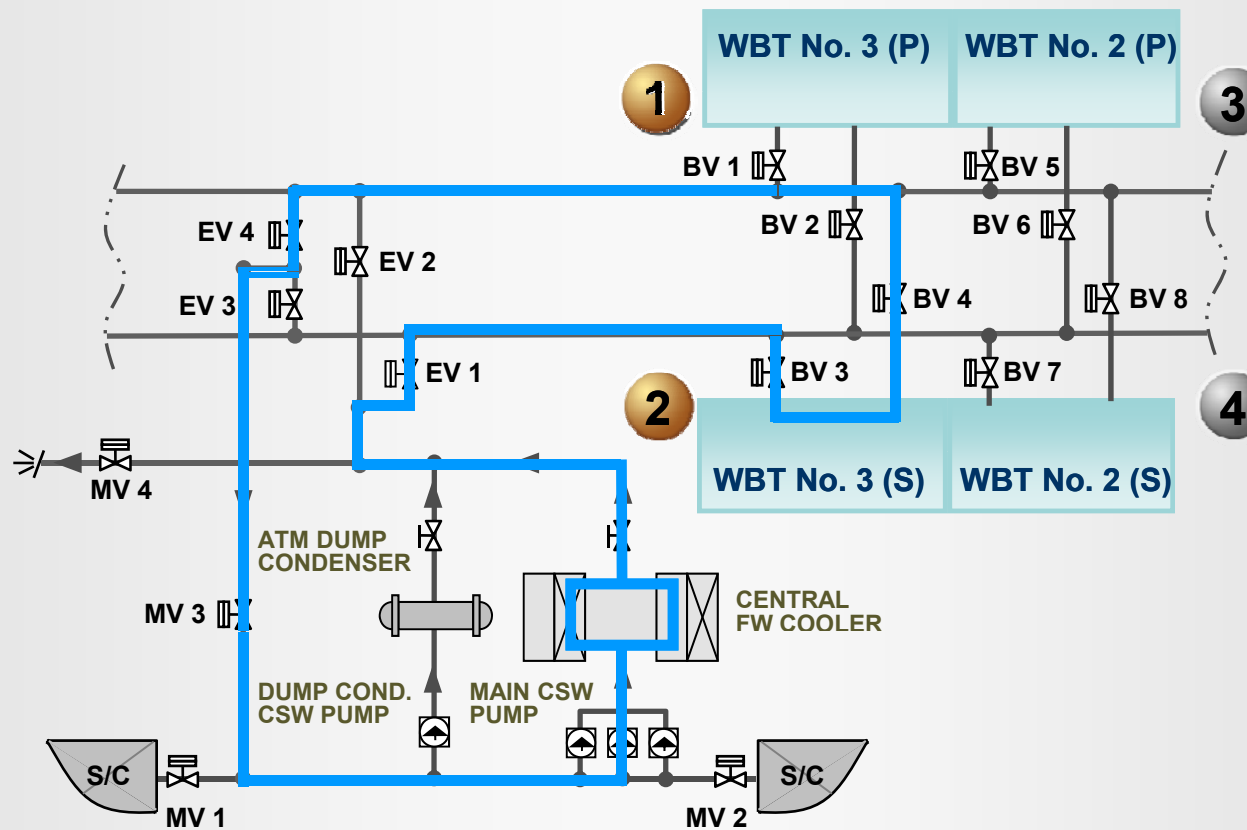 WBT No. 3 (P)
WBT No. 2 (P)
1
3
BV 1
BV 5
EV 4
EV 2
BV 2
BV 6
EV 3
BV 4
BV 8
EV 1
BV 3
BV 7
2
4
WBT No. 3 (S)
WBT No. 2 (S)
MV 4
ATM DUMP
CONDENSER
MV 3
CENTRAL
FW COOLER
DUMP COND.
CSW PUMP
MAIN CSW
PUMP
S/C
S/C
MV 1
MV 2